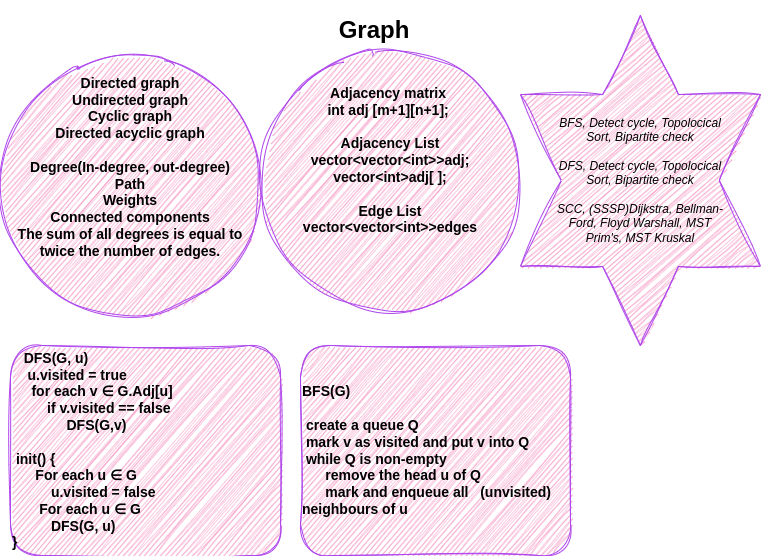 Graph
Directed graph
Undirected graph
Cyclic graph
Directed acyclic graph
Degree(In-degree, out-degree)
Path
Weights
Connected components
The sum of all degrees is equal to
twice the number of edges.
Adjacency matrix
int adj [m+1][n+1];
Adjacency List
vector<vector<int>>adj;
vector<int>adj[ ];
Edge List
vector<vector<int>>edges
BFS, Detect cycle, Topolocical
Sort, Bipartite check
DFS, Detect cycle, Topolocical
Sort, Bipartite check
SCC, (SSSP)Dijkstra, Bellman-
Ford, Floyd Warshall, MST
Prim's, MST Kruskal
DFS(G, u)
u.visited = true
for each v ∈ G.Adj[u]
if v.visited == false
DFS(G,v)
init() {
For each u ∈ G
u.visited = false
For each u ∈ G
DFS(G, u)
}
BFS(G)
create a queue Q
mark v as visited and put v into Q
while Q is non-empty
remove the head u of Q
mark and enqueue all (unvisited)
neighbours of u